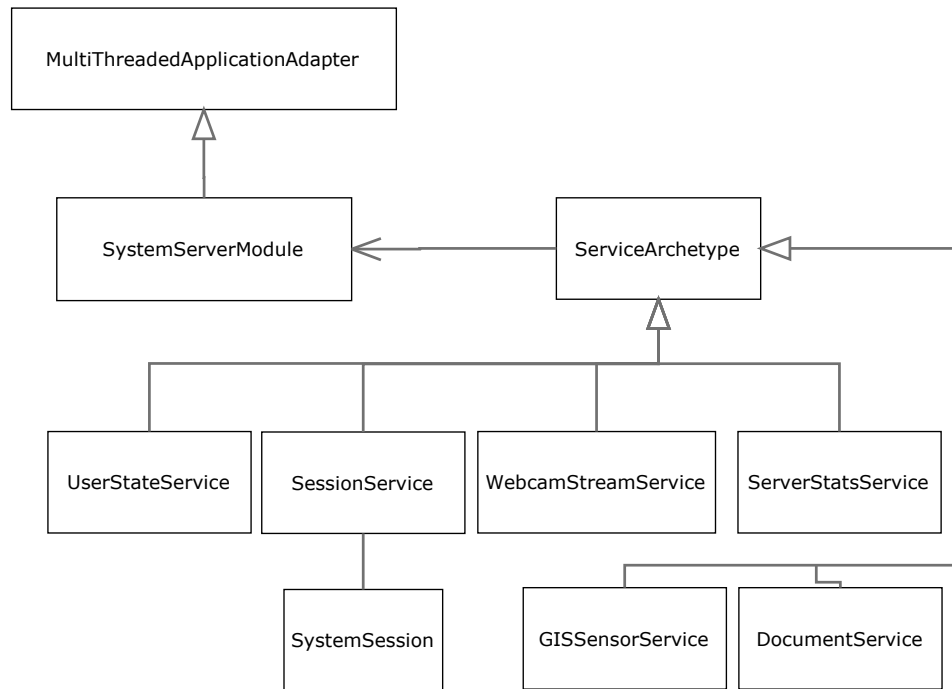 MultiThreadedApplicationAdapter
SystemServerModule
ServiceArchetype
UserStateService
SessionService
WebcamStreamService
ServerStatsService
SystemSession
GISSensorService
DocumentService